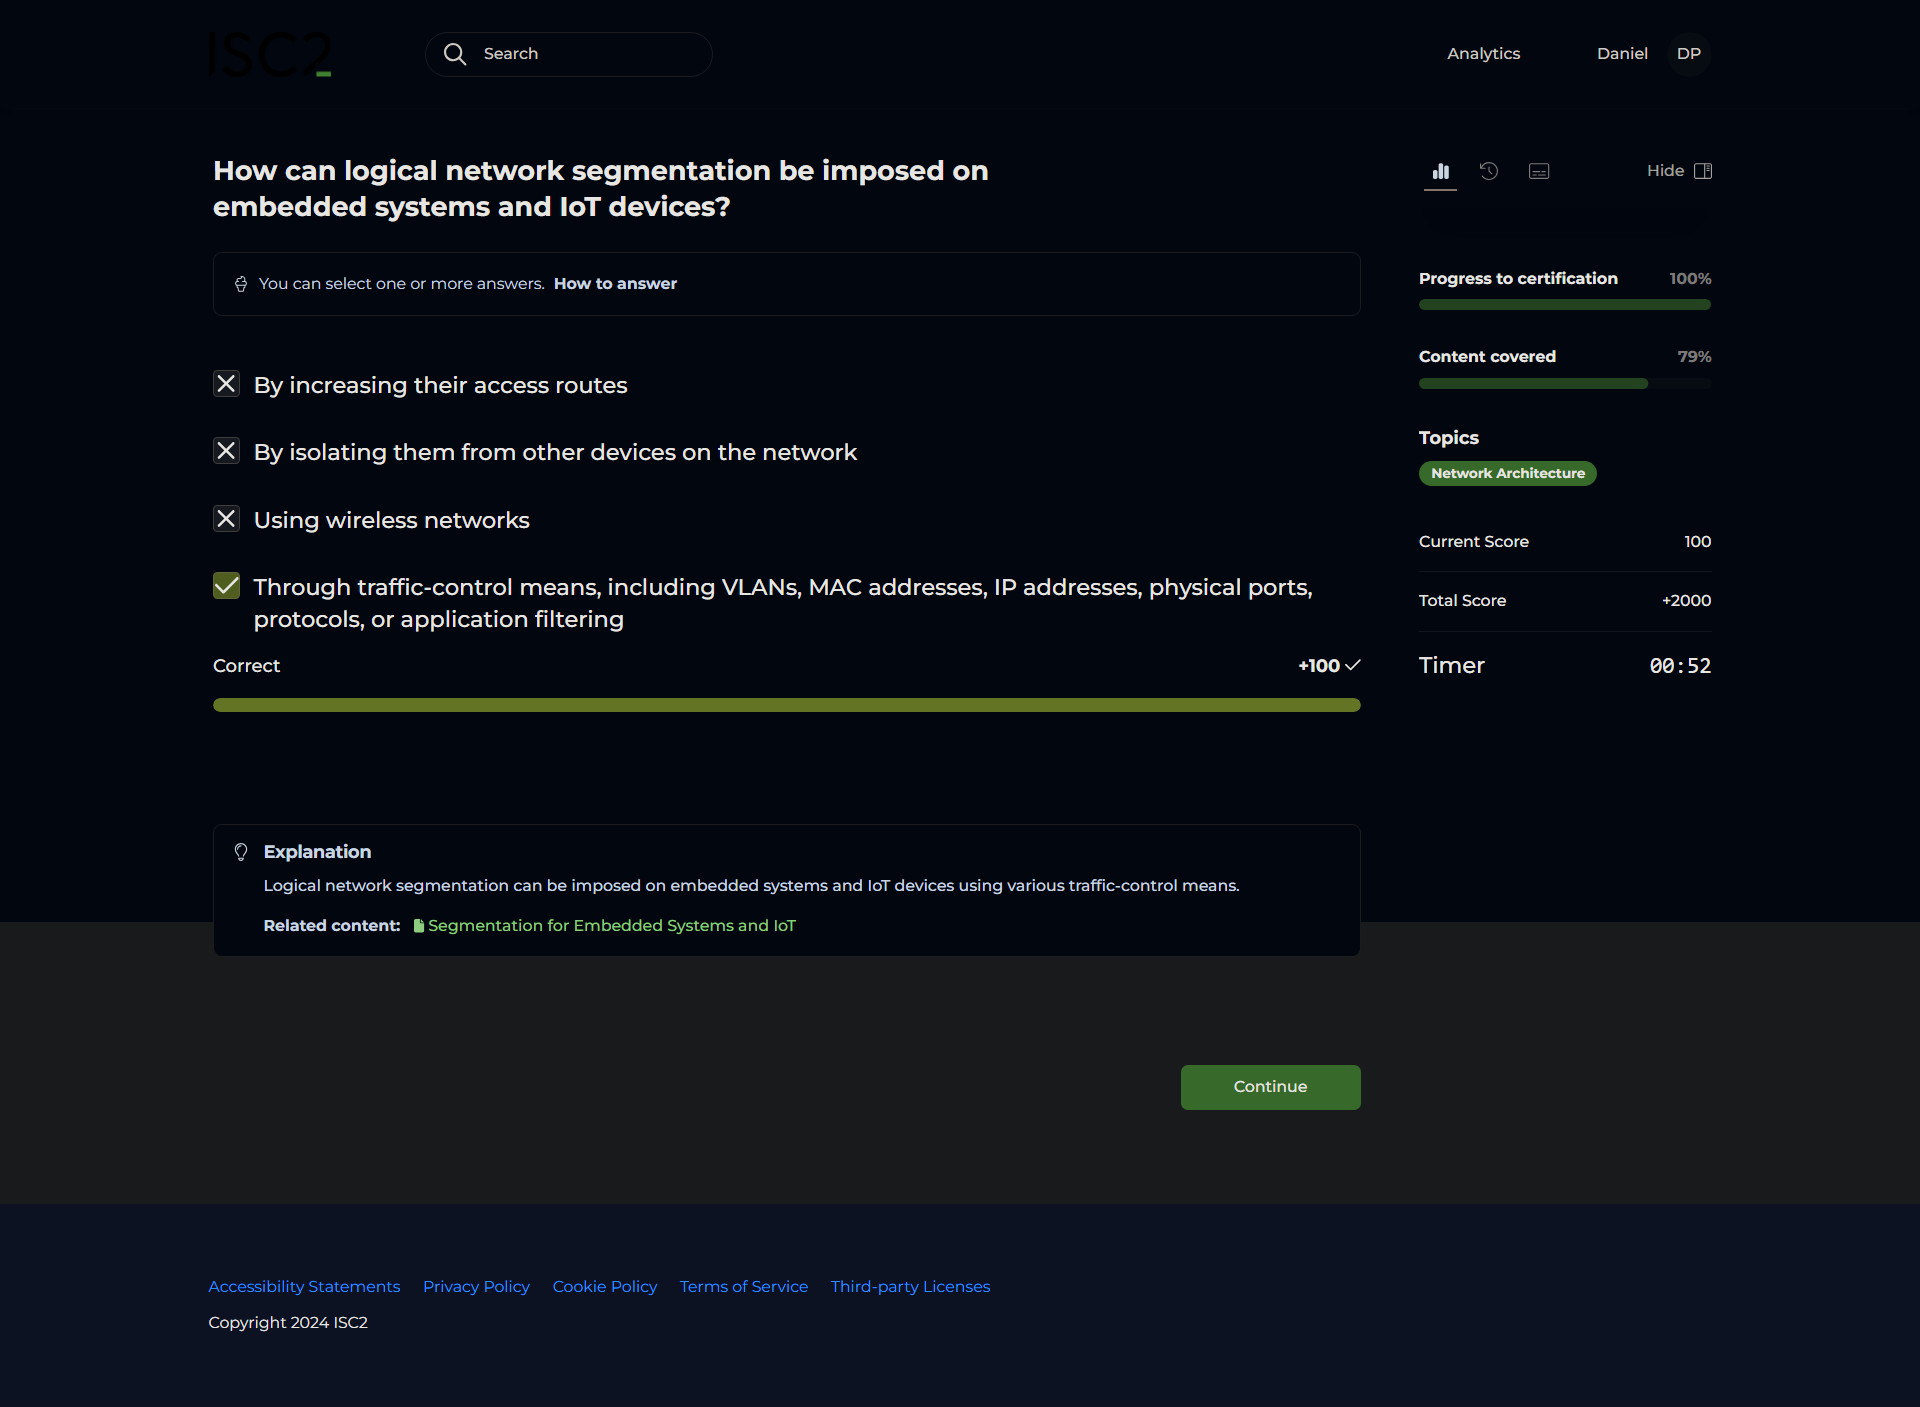 ISC2
Search
Analytics
Daniel
DP
How can logical network segmentation be imposed on
embedded systems and IoT devices?
You can select one or more answers. How to answer
By increasing their access routes
By isolating them from other devices on the network
Using wireless networks
Through traffic-control means, including VLANs, MAC addresses, IP addresses, physical ports,
protocols, or application filtering
Correct
+100
Explanation
Logical network segmentation can be imposed on embedded systems and IoT devices using various traffic-control means.
Related content: Segmentation for Embedded Systems and IoT
Continue
Hide
Progress to certification 100%
Content covered 79%
Topics
Network Architecture
Current Score 100
Total Score +2000
Timer 00:52
Accessibility Statements Privacy Policy Cookie Policy Terms of Service Third-party Licenses
Copyright 2024 ISC2